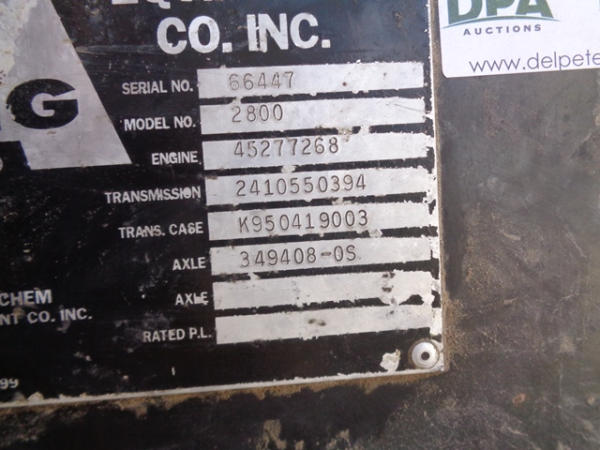 DPA
AUCTIONS
www.delpete
CO. INC.
SERIAL NO. 66447
MODEL NO. 2800
ENGINE 45277268
TRANSMISSION 2410550394
TRANS. CASE K950419003
AXLE 349408-0S
AXLE
RATED P.L.
CHEM
NT CO. INC.
99